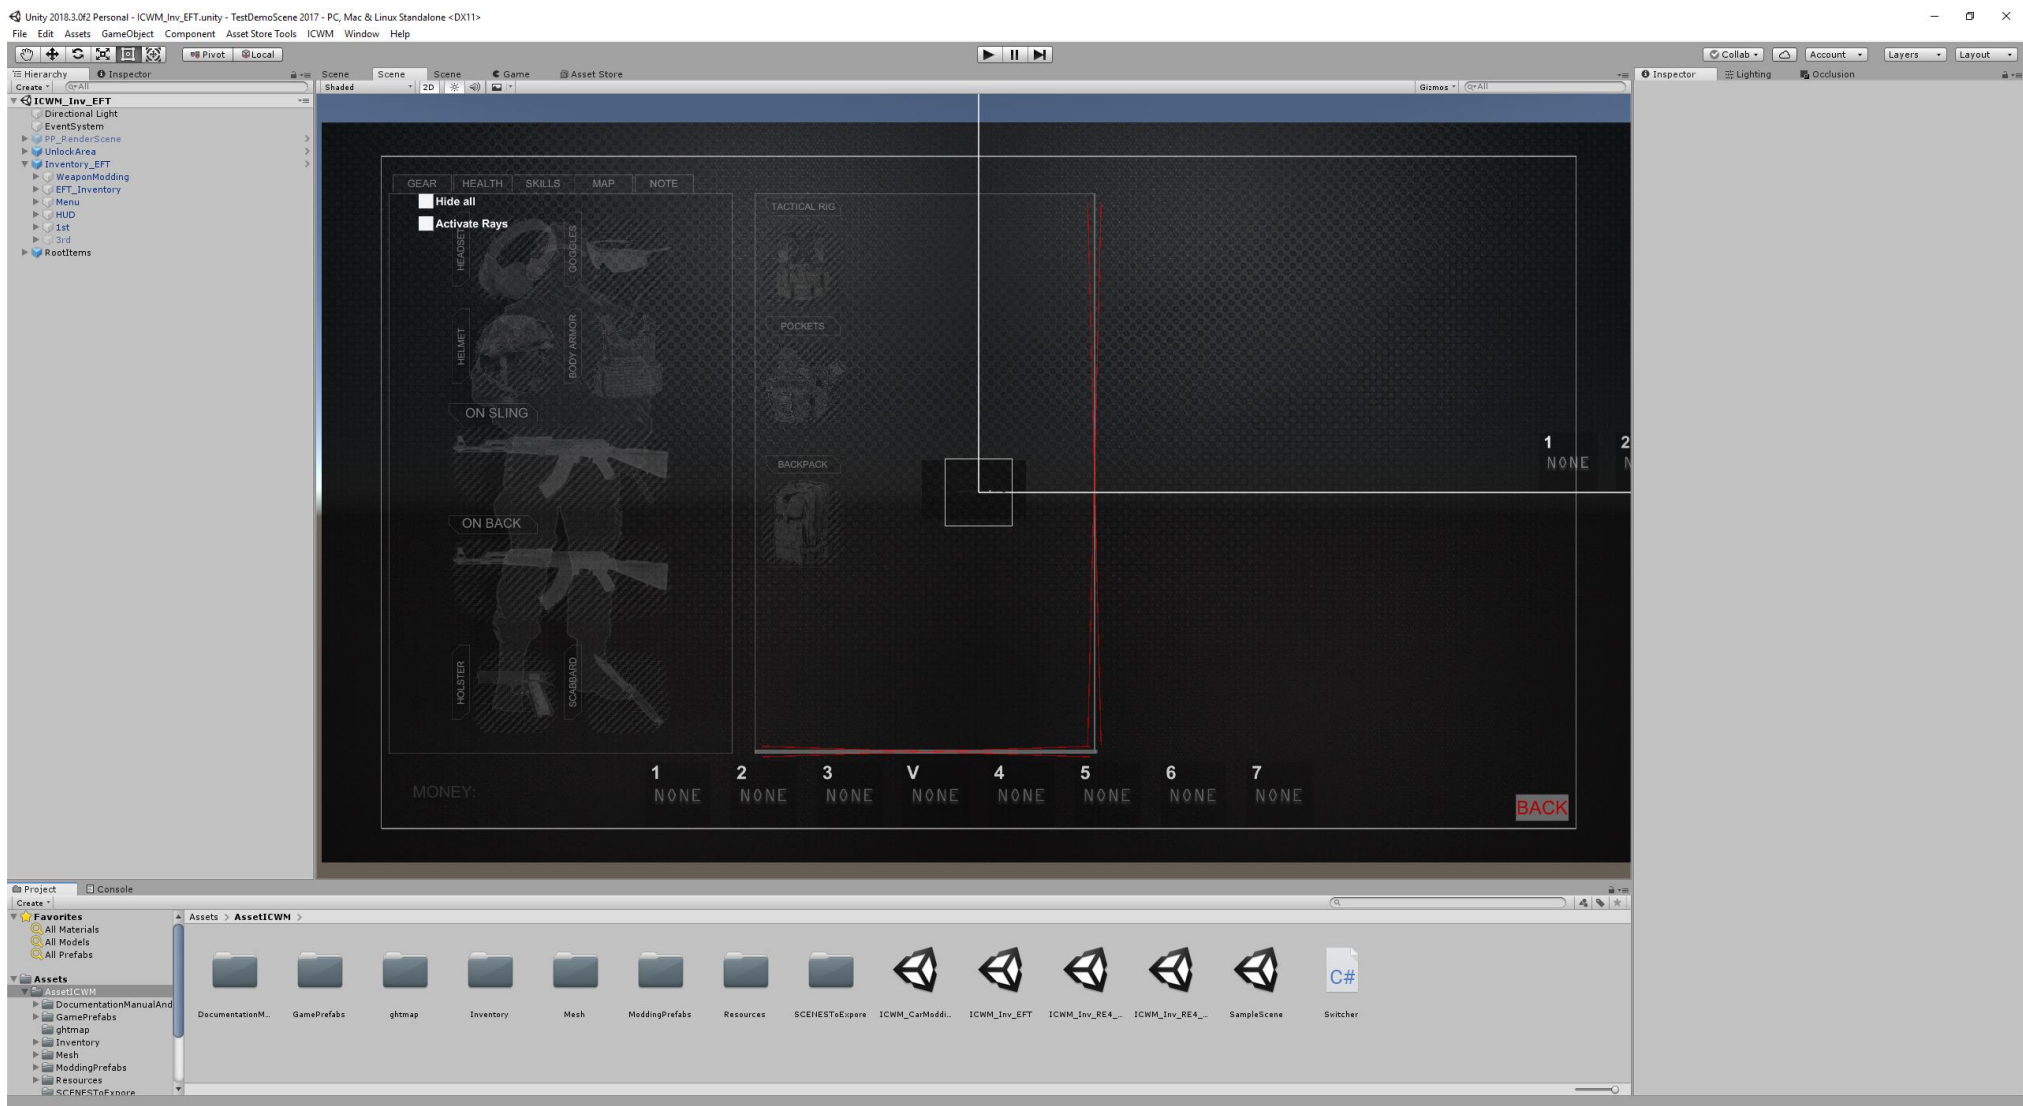 Unity 2018.3.0f2 Personal - ICWM_Inv_EFT.unity - TestDemoScene 2017 - PC, Mac & Linux Standalone <DX11>
File Edit Assets GameObject Component Asset Store Tools ICWM Window Help
Pivot Local Collab Account Layers Layout
Hierarchy Inspector Scene Scene Scene Game Asset Store Inspector Lighting Occlusion
Create All Shaded 2D Gizmos All
ICWM_Inv_EFT
Directional Light
EventSystem
PP_RenderScene
UnlockArea
Inventory_EFT
WeaponModding
EFT_Inventory
Menu
HUD
1st
3rd
RootItems
GEAR HEALTH SKILLS MAP NOTE
Hide all
Activate Rays
HEADSET
GOGGLES
TACTICAL RIG
HELMET
BODY ARMOR
POCKETS
ON SLING
BACKPACK
1 2
NONE N
ON BACK
HOLSTER
SCABBARD
1 2 3 V 4 5 6 7
MONEY: NONE NONE NONE NONE NONE NONE NONE NONE
BACK
Project Console
Create
Favorites
All Materials
All Models
All Prefabs
Assets
AssetICWM
DocumentationManualAnd
GamePrefabs
ghtmap
Inventory
Mesh
ModdingPrefabs
Resources
SCENESToExpore
Assets > AssetICWM >
DocumentationM... GamePrefabs ghtmap Inventory Mesh ModdingPrefabs Resources SCENESToExpore ICWM_CarModdi... ICWM_Inv_EFT ICWM_Inv_RE4_... ICWM_Inv_RE4_... SampleScene Switcher
C#